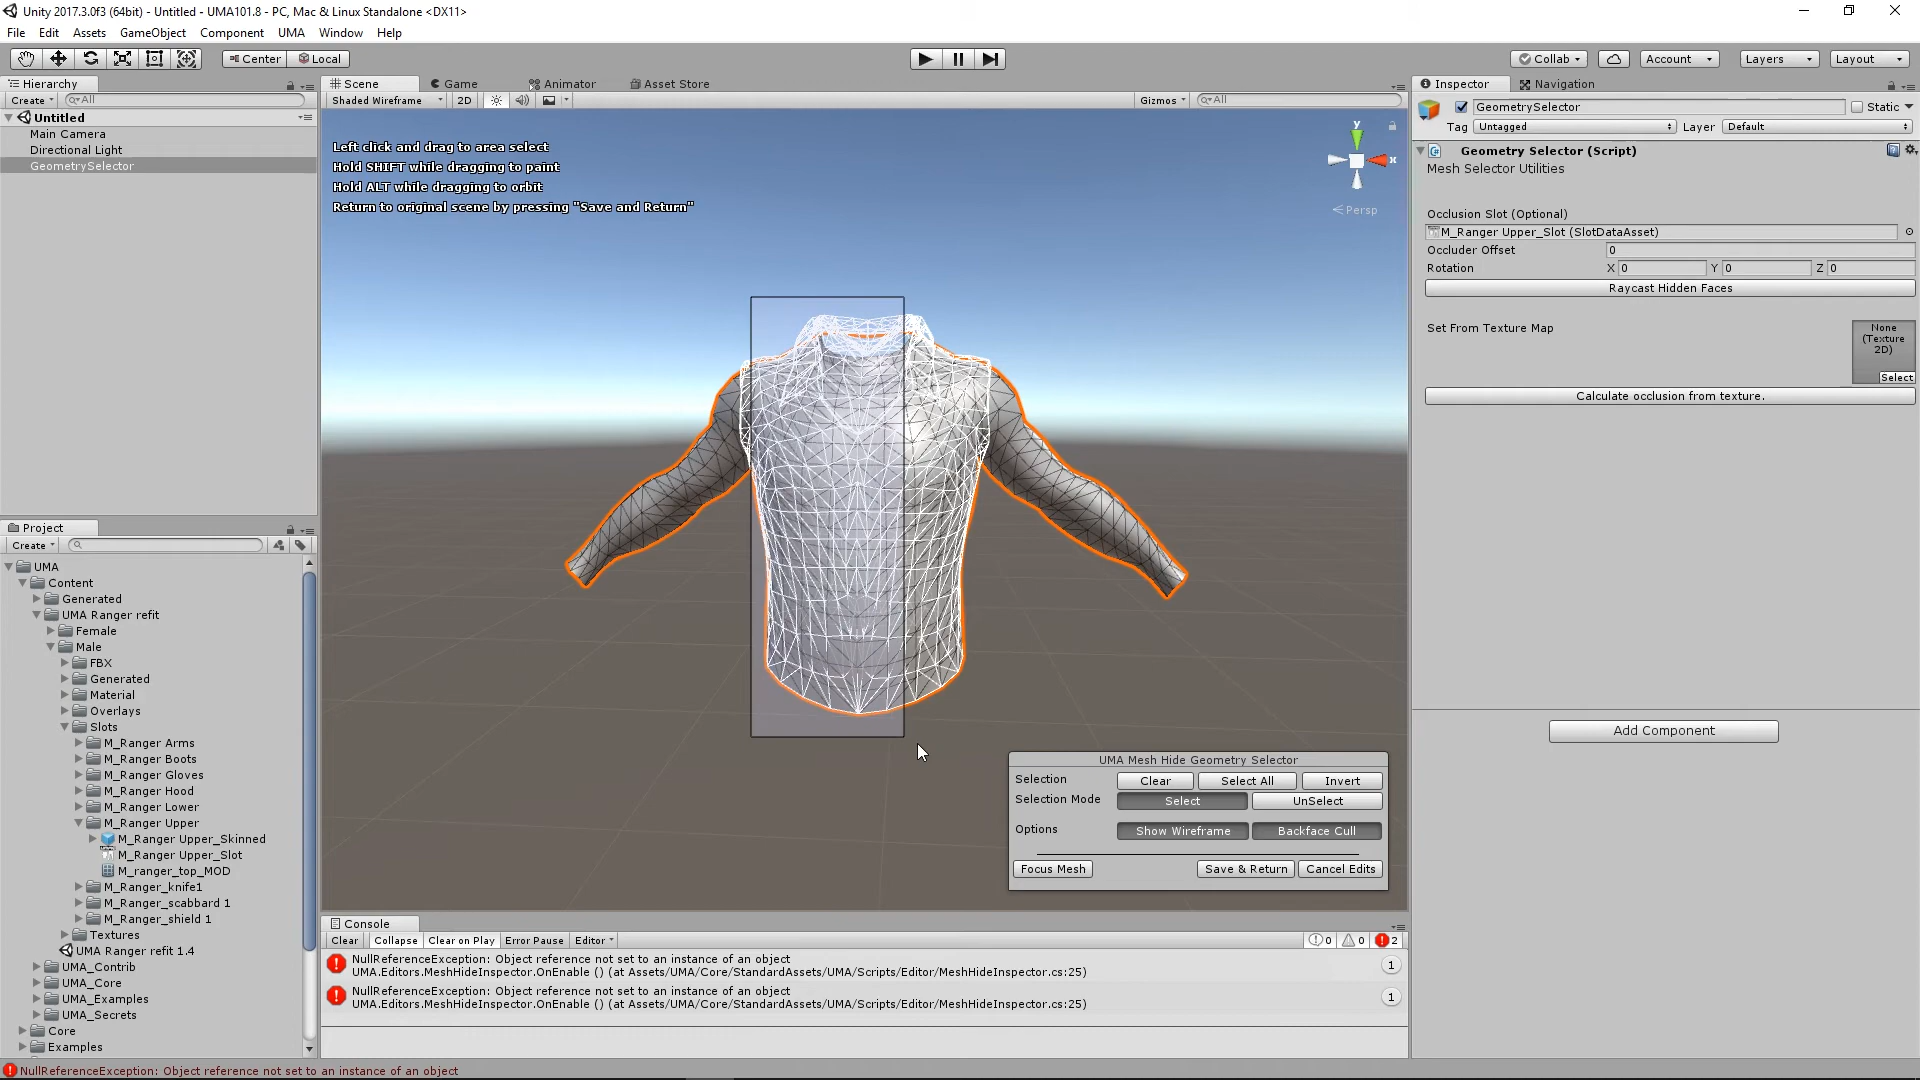 Unity 2017.3.0f3 (64bit) - Untitled - UMA101.8 - PC, Mac & Linux Standalone <DX11>
File Edit Assets GameObject Component UMA Window Help
Center Local Collab Account Layers Layout
Hierarchy
Create All
Untitled
Main Camera
Directional Light
GeometrySelector
Project
Create
UMA
Content
Generated
UMA Ranger refit
Female
Male
FBX
Generated
Material
Overlays
Slots
M_Ranger Arms
M_Ranger Boots
M_Ranger Gloves
M_Ranger Hood
M_Ranger Lower
M_Ranger Upper
M_Ranger Upper_Skinned
M_Ranger Upper_Slot
M_ranger_top_MOD
M_Ranger_knife1
M_Ranger_scabbard 1
M_Ranger_shield 1
Textures
UMA Ranger refit 1.4
UMA_Contrib
UMA_Core
UMA_Examples
UMA_Secrets
Core
Examples
Scene Game Animator Asset Store
Shaded Wireframe 2D Gizmos All
Left click and drag to area select
Hold SHIFT while dragging to paint
Hold ALT while dragging to orbit
Return to original scene by pressing "Save and Return"
y
x
Persp
UMA Mesh Hide Geometry Selector
Selection Clear Select All Invert
Selection Mode Select UnSelect
Options Show Wireframe Backface Cull
Focus Mesh Save & Return Cancel Edits
Console
Clear Collapse Clear on Play Error Pause Editor 0 0 2
NullReferenceException: Object reference not set to an instance of an object
UMA.Editors.MeshHideInspector.OnEnable () (at Assets/UMA/Core/StandardAssets/UMA/Scripts/Editor/MeshHideInspector.cs:25)
1
NullReferenceException: Object reference not set to an instance of an object
UMA.Editors.MeshHideInspector.OnEnable () (at Assets/UMA/Core/StandardAssets/UMA/Scripts/Editor/MeshHideInspector.cs:25)
1
Inspector Navigation
GeometrySelector Static
Tag Untagged Layer Default
Geometry Selector (Script)
Mesh Selector Utilities
Occlusion Slot (Optional)
M_Ranger Upper_Slot (SlotDataAsset)
Occluder Offset 0
Rotation X 0 Y 0 Z 0
Raycast Hidden Faces
Set From Texture Map
None
(Texture
2D)
Select
Calculate occlusion from texture.
Add Component
NullReferenceException: Object reference not set to an instance of an object